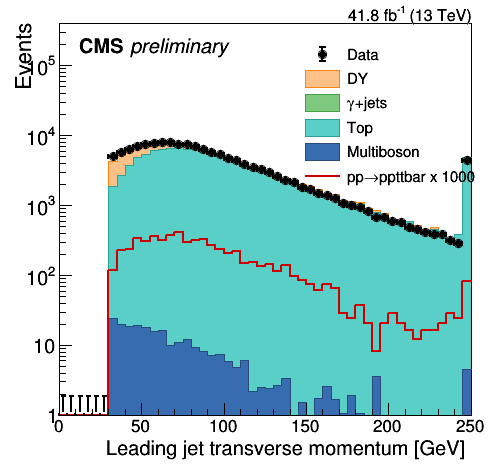 41.8 fb⁻¹ (13 TeV)
Events
CMS preliminary
Data
DY
γ+jets
Top
Multiboson
pp→ppttbar x 1000
10⁵
10⁴
10³
10²
10
1
0 50 100 150 200 250
Leading jet transverse momentum [GeV]